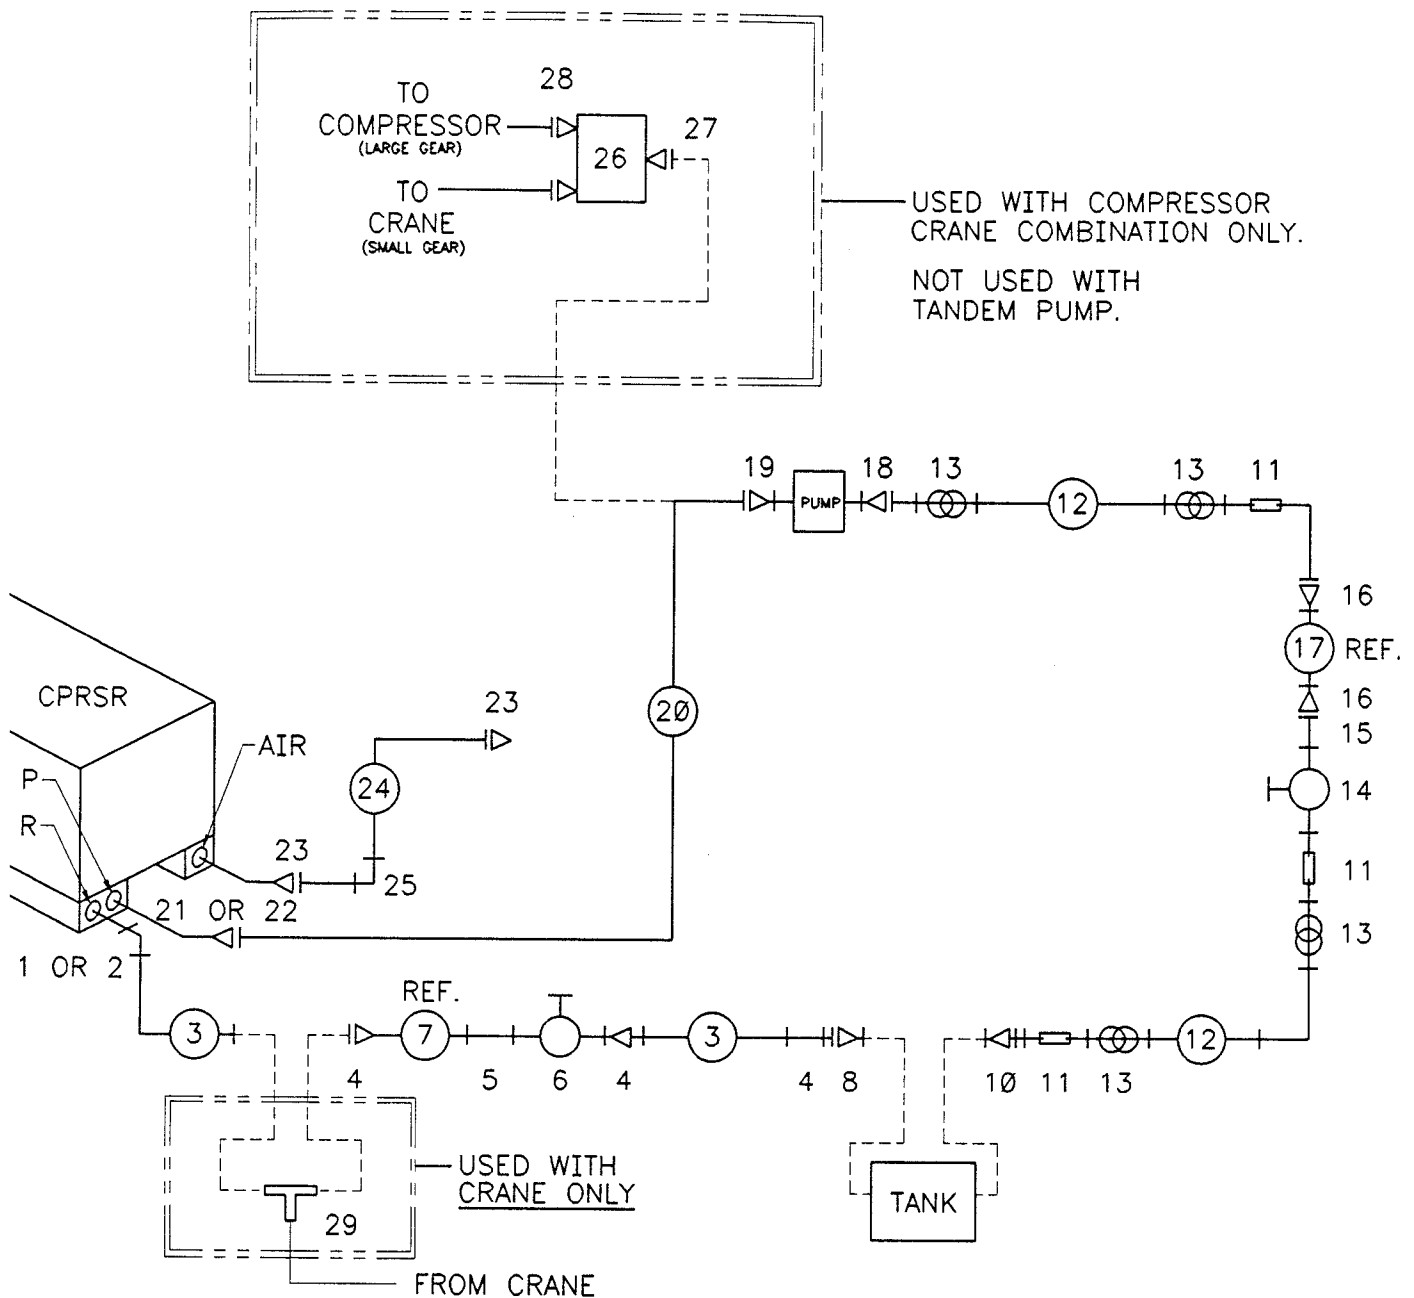 28
TO
COMPRESSOR
(LARGE GEAR)
27
26
TO
CRANE
(SMALL GEAR)
USED WITH COMPRESSOR
CRANE COMBINATION ONLY.
NOT USED WITH
TANDEM PUMP.
19
PUMP
18
13
12
13
11
16
17
REF.
16
15
14
11
13
CPRSR
AIR
P
R
23
24
20
23
25
21 OR 22
1 OR 2
3
REF.
7
3
12
4
5
6
4
4
8
10
11
13
USED WITH
CRANE ONLY
29
TANK
FROM CRANE